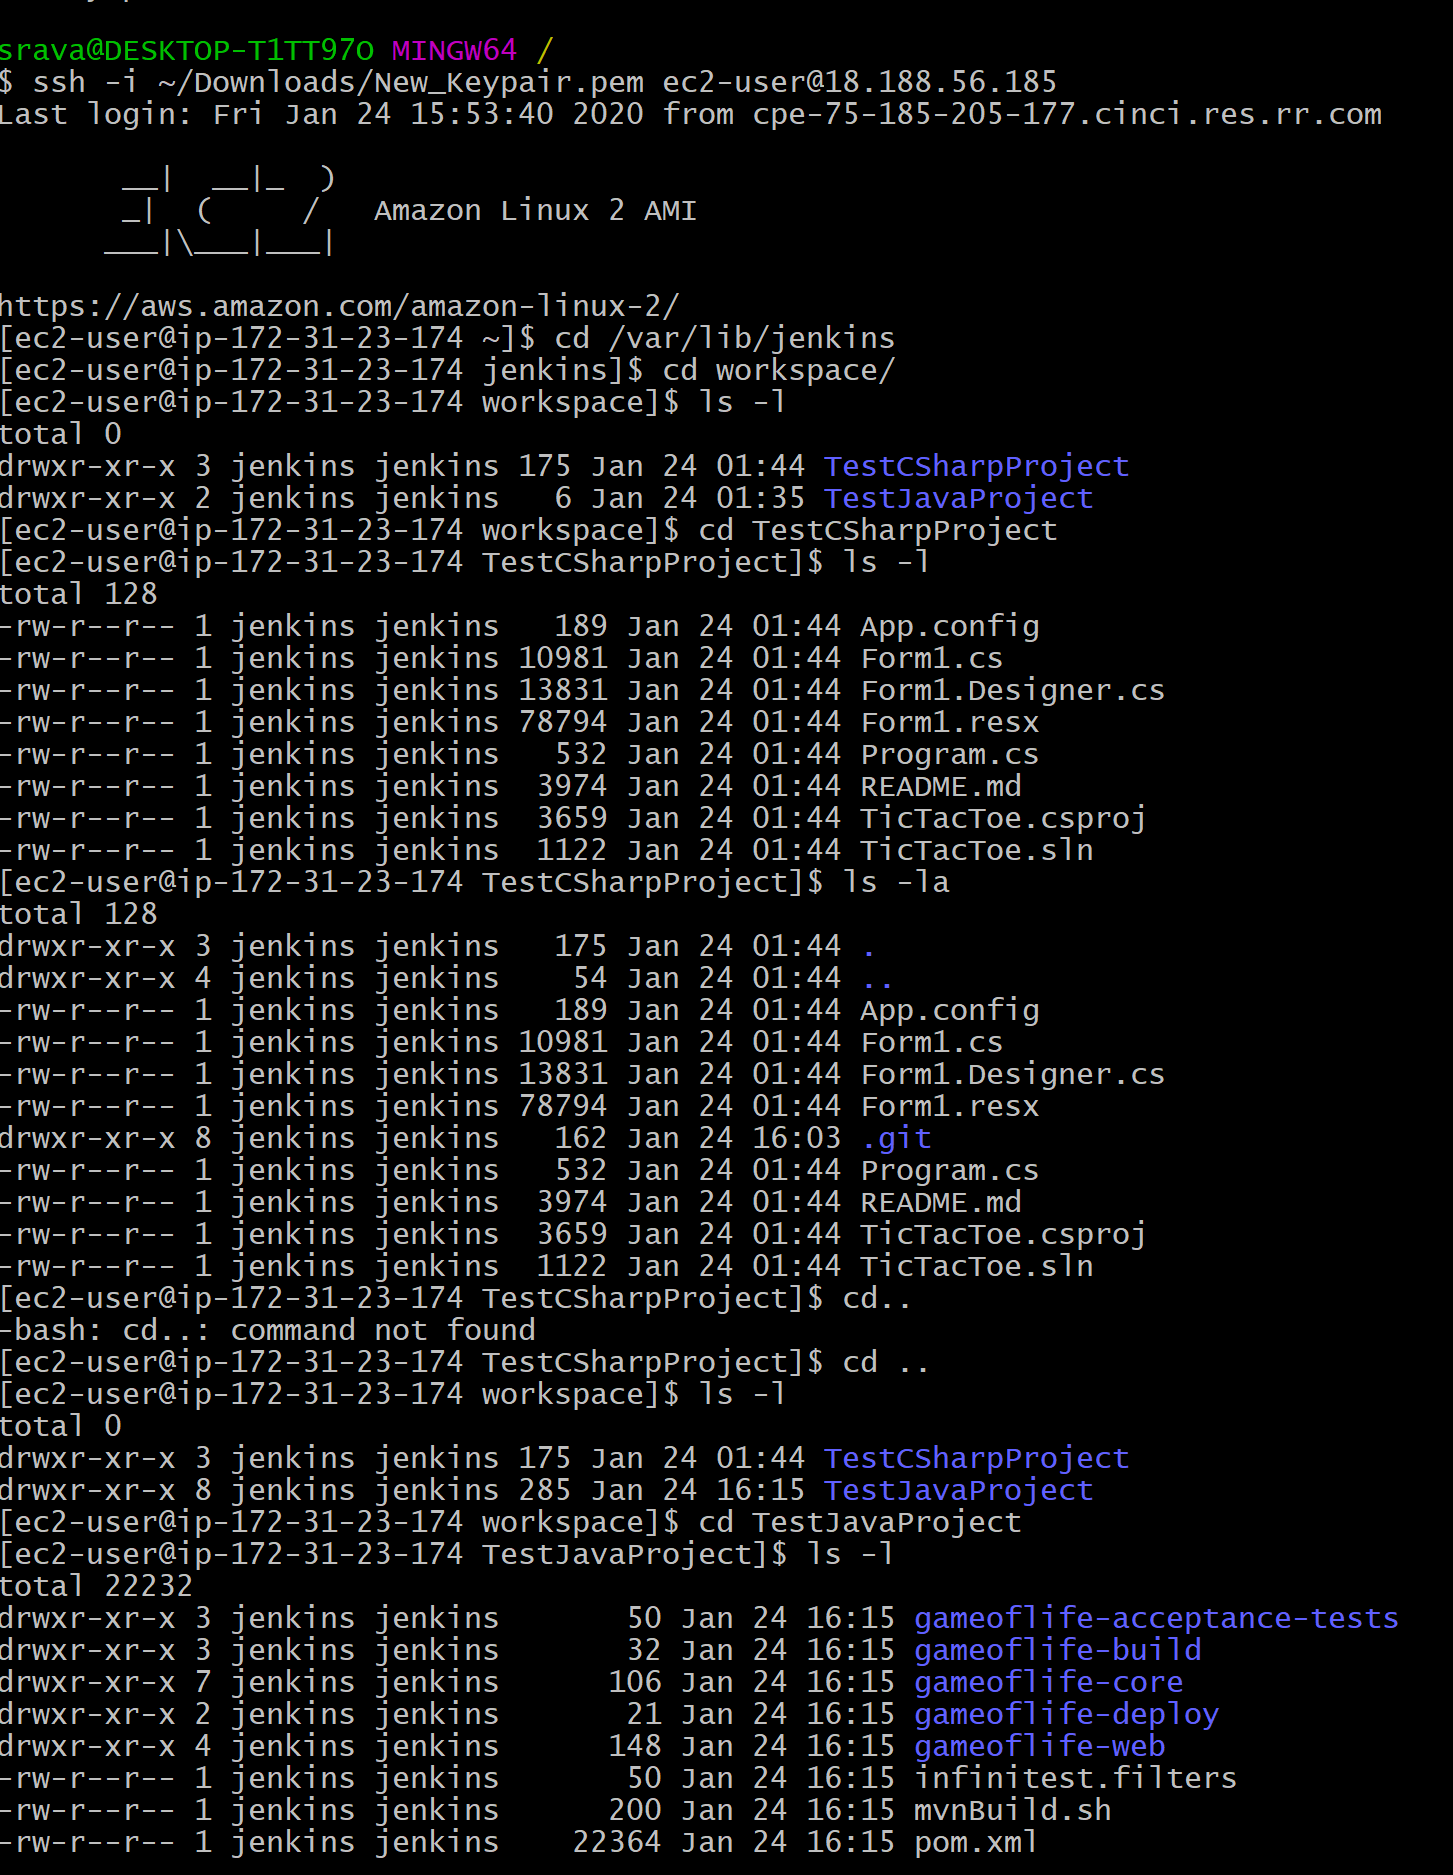 srava@DESKTOP-T1TT97O MINGW64 /
$ ssh -i ~/Downloads/New_Keypair.pem ec2-user@18.188.56.185
Last login: Fri Jan 24 15:53:40 2020 from cpe-75-185-205-177.cinci.res.rr.com
__|  __|_  )
_|  (     /   Amazon Linux 2 AMI
___|\___|___|
https://aws.amazon.com/amazon-linux-2/
[ec2-user@ip-172-31-23-174 ~]$ cd /var/lib/jenkins
[ec2-user@ip-172-31-23-174 jenkins]$ cd workspace/
[ec2-user@ip-172-31-23-174 workspace]$ ls -l
total 0
drwxr-xr-x 3 jenkins jenkins 175 Jan 24 01:44 TestCSharpProject
drwxr-xr-x 2 jenkins jenkins   6 Jan 24 01:35 TestJavaProject
[ec2-user@ip-172-31-23-174 workspace]$ cd TestCSharpProject
[ec2-user@ip-172-31-23-174 TestCSharpProject]$ ls -l
total 128
-rw-r--r-- 1 jenkins jenkins   189 Jan 24 01:44 App.config
-rw-r--r-- 1 jenkins jenkins 10981 Jan 24 01:44 Form1.cs
-rw-r--r-- 1 jenkins jenkins 13831 Jan 24 01:44 Form1.Designer.cs
-rw-r--r-- 1 jenkins jenkins 78794 Jan 24 01:44 Form1.resx
-rw-r--r-- 1 jenkins jenkins   532 Jan 24 01:44 Program.cs
-rw-r--r-- 1 jenkins jenkins  3974 Jan 24 01:44 README.md
-rw-r--r-- 1 jenkins jenkins  3659 Jan 24 01:44 TicTacToe.csproj
-rw-r--r-- 1 jenkins jenkins  1122 Jan 24 01:44 TicTacToe.sln
[ec2-user@ip-172-31-23-174 TestCSharpProject]$ ls -la
total 128
drwxr-xr-x 3 jenkins jenkins   175 Jan 24 01:44 .
drwxr-xr-x 4 jenkins jenkins    54 Jan 24 01:44 ..
-rw-r--r-- 1 jenkins jenkins   189 Jan 24 01:44 App.config
-rw-r--r-- 1 jenkins jenkins 10981 Jan 24 01:44 Form1.cs
-rw-r--r-- 1 jenkins jenkins 13831 Jan 24 01:44 Form1.Designer.cs
-rw-r--r-- 1 jenkins jenkins 78794 Jan 24 01:44 Form1.resx
drwxr-xr-x 8 jenkins jenkins   162 Jan 24 16:03 .git
-rw-r--r-- 1 jenkins jenkins   532 Jan 24 01:44 Program.cs
-rw-r--r-- 1 jenkins jenkins  3974 Jan 24 01:44 README.md
-rw-r--r-- 1 jenkins jenkins  3659 Jan 24 01:44 TicTacToe.csproj
-rw-r--r-- 1 jenkins jenkins  1122 Jan 24 01:44 TicTacToe.sln
[ec2-user@ip-172-31-23-174 TestCSharpProject]$ cd..
-bash: cd..: command not found
[ec2-user@ip-172-31-23-174 TestCSharpProject]$ cd ..
[ec2-user@ip-172-31-23-174 workspace]$ ls -l
total 0
drwxr-xr-x 3 jenkins jenkins 175 Jan 24 01:44 TestCSharpProject
drwxr-xr-x 8 jenkins jenkins 285 Jan 24 16:15 TestJavaProject
[ec2-user@ip-172-31-23-174 workspace]$ cd TestJavaProject
[ec2-user@ip-172-31-23-174 TestJavaProject]$ ls -l
total 22232
drwxr-xr-x 3 jenkins jenkins       50 Jan 24 16:15 gameoflife-acceptance-tests
drwxr-xr-x 3 jenkins jenkins       32 Jan 24 16:15 gameoflife-build
drwxr-xr-x 7 jenkins jenkins      106 Jan 24 16:15 gameoflife-core
drwxr-xr-x 2 jenkins jenkins       21 Jan 24 16:15 gameoflife-deploy
drwxr-xr-x 4 jenkins jenkins      148 Jan 24 16:15 gameoflife-web
-rw-r--r-- 1 jenkins jenkins       50 Jan 24 16:15 infinitest.filters
-rw-r--r-- 1 jenkins jenkins      200 Jan 24 16:15 mvnBuild.sh
-rw-r--r-- 1 jenkins jenkins    22364 Jan 24 16:15 pom.xml